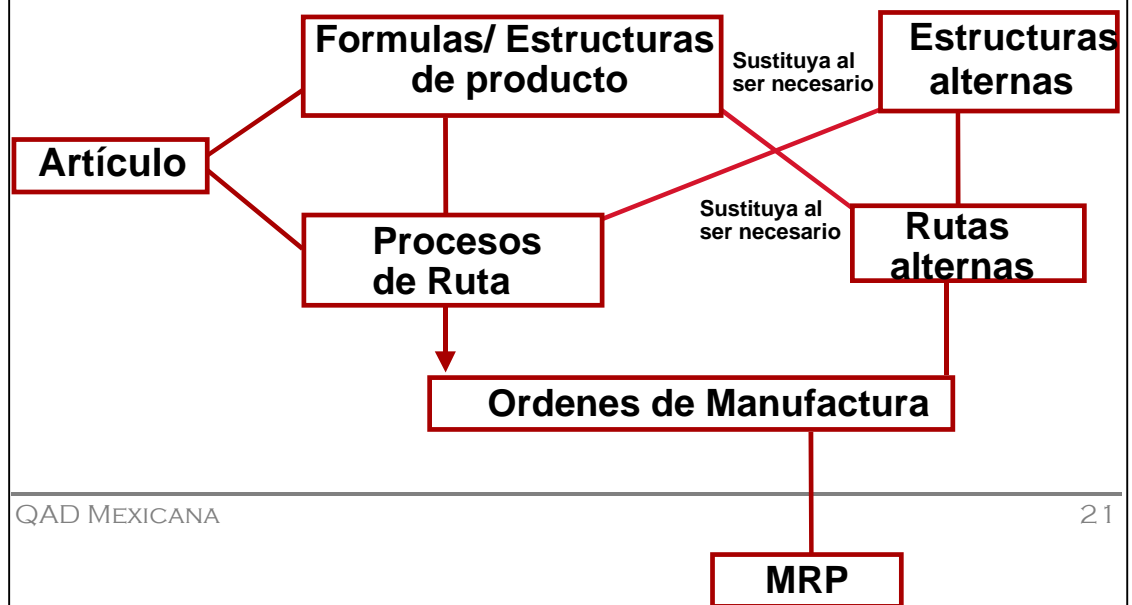 Formulas/ Estructuras
de producto
Sustituya al
ser necesario
Estructuras
alternas
Artículo
Procesos
de Ruta
Sustituya al
ser necesario
Rutas
alternas
Ordenes de Manufactura
QAD MEXICANA
21
MRP